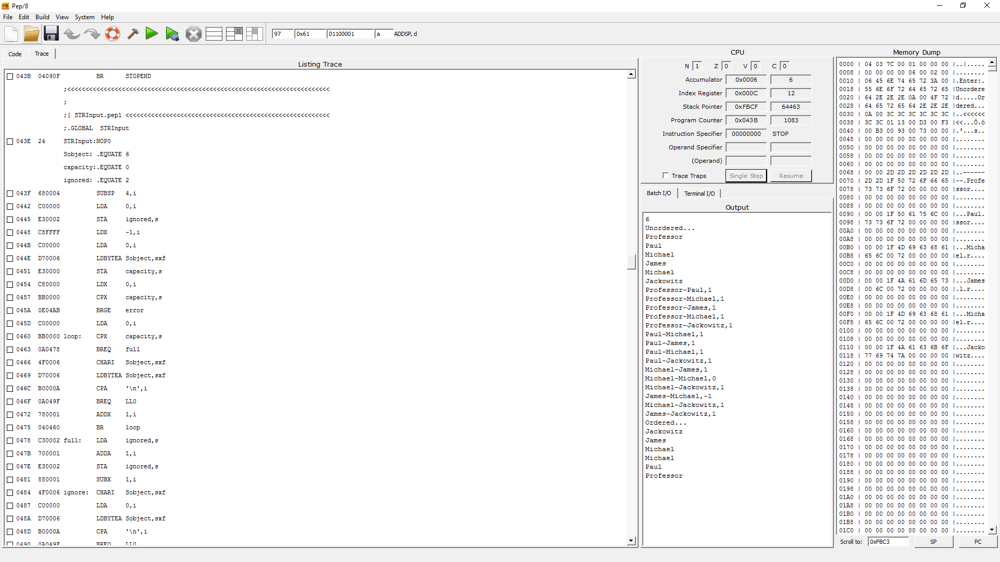 Pep/8
File Edit Build View System Help
97 0x61 01100001 a ADDSP, d
Code Trace
Listing Trace
043B 04090F BR STOPEND
;<<<<<<<<<<<<<<<<<<<<<<<<<<<<<<<<<<<<<<<<<<<<<<<<<<<<<<<<<<<<<<<<<<<<<<<<
;
;{ STRInput.pep1 <<<<<<<<<<<<<<<<<<<<<<<<<<<<<<<<<<<<<<<<<<<<<<<<<<<<<<<<
;.GLOBAL STRInput
043E 24 STRInput:NOP0
Sobject: .EQUATE 6
capacity:.EQUATE 0
ignored: .EQUATE 2
043F 680004 SUBSP 4,i
0442 C00000 LDA 0,i
0445 E30002 STA ignored,s
0448 C8FFFF LDX -1,i
044B C00000 LDA 0,i
044E D70006 LDBYTEA Sobject,sxf
0451 E30000 STA capacity,s
0454 C80000 LDX 0,i
0457 BB0000 CPX capacity,s
045A 0E04AB BRGE error
045D C00000 LDA 0,i
0460 BB0000 loop: CPX capacity,s
0463 0A0478 BREQ full
0466 4F0006 CHARI Sobject,sxf
0469 D70006 LDBYTEA Sobject,sxf
046C B0000A CPA '\n',i
046F 0A049F BREQ LL0
0472 780001 ADDX 1,i
0475 040460 BR loop
0478 C30002 full: LDA ignored,s
047B 700001 ADDA 1,i
047E E30002 STA ignored,s
0481 880001 SUBX 1,i
0484 4F0006 ignore: CHARI Sobject,sxf
0487 C00000 LDA 0,i
048A D70006 LDBYTEA Sobject,sxf
048D B0000A CPA '\n',i
0490 0A049F BREQ LL0
CPU
N 1 Z 0 V 0 C 0
Accumulator 0x0006 6
Index Register 0x000C 12
Stack Pointer 0xFBCF 64463
Program Counter 0x043B 1083
Instruction Specifier 00000000 STOP
Operand Specifier
(Operand)
Trace Traps Single Step Resume
Batch I/O Terminal I/O
Output
6
Unordered...
Professor
Paul
Michael
James
Michael
Jackowitz
Professor-Paul,1
Professor-Michael,1
Professor-James,1
Professor-Michael,1
Professor-Jackowitz,1
Paul-Michael,1
Paul-James,1
Paul-Michael,1
Paul-Jackowitz,1
Michael-James,1
Michael-Michael,0
Michael-Jackowitz,1
James-Michael,-1
Michael-Jackowitz,1
James-Jackowitz,1
Ordered...
Jackowitz
James
Michael
Michael
Paul
Professor
Memory Dump
0000 | 04 03 7C 00 01 00 00 00 |..|.....
0008 | 00 00 00 00 06 00 02 00 |........
0010 | 06 45 6E 74 65 72 3A 00 |.Enter:.
0018 | 55 6E 6F 72 64 65 72 65 |Unordere
0020 | 64 2E 2E 2E 0A 00 4F 72 |d.....Or
0028 | 64 65 72 65 64 2E 2E 2E |dered...
0030 | 0A 00 3C 3C 3C 3C 3C 3C |..<<<<<<
0038 | 3C 3C 01 13 00 D3 00 F3 |<<...Ó.ó
0040 | 00 B3 00 93 00 73 00 00 |.³...s..
0048 | 00 00 00 00 00 00 00 00 |........
0050 | 00 00 00 00 00 00 00 00 |........
0058 | 00 00 00 00 00 00 00 00 |........
0060 | 00 00 00 00 00 00 00 00 |........
0068 | 00 00 2D 2D 2D 2D 2D 2D |..------
0070 | 2D 2D 1F 50 72 6F 66 65 |--.Profe
0078 | 73 73 6F 72 00 00 00 00 |ssor....
0080 | 00 00 00 00 00 00 00 00 |........
0088 | 00 00 00 00 00 00 00 00 |........
0090 | 00 00 1F 50 61 75 6C 00 |...Paul.
0098 | 73 73 6F 72 00 00 00 00 |ssor....
00A0 | 00 00 00 00 00 00 00 00 |........
00A8 | 00 00 00 00 00 00 00 00 |........
00B0 | 00 00 1F 4D 69 63 68 61 |...Micha
00B8 | 65 6C 00 72 00 00 00 00 |el.r....
00C0 | 00 00 00 00 00 00 00 00 |........
00C8 | 00 00 00 00 00 00 00 00 |........
00D0 | 00 00 1F 4A 61 6D 65 73 |...James
00D8 | 00 6C 00 72 00 00 00 00 |.l.r....
00E0 | 00 00 00 00 00 00 00 00 |........
00E8 | 00 00 00 00 00 00 00 00 |........
00F0 | 00 00 1F 4D 69 63 68 61 |...Micha
00F8 | 65 6C 00 72 00 00 00 00 |el.r....
0100 | 00 00 00 00 00 00 00 00 |........
0108 | 00 00 00 00 00 00 00 00 |........
0110 | 00 00 1F 4A 61 63 6B 6F |...Jacko
0118 | 77 69 74 7A 00 00 00 00 |witz....
0120 | 00 00 00 00 00 00 00 00 |........
0128 | 00 00 00 00 00 00 00 00 |........
0130 | 00 00 00 00 00 00 00 00 |........
0138 | 00 00 00 00 00 00 00 00 |........
0140 | 00 00 00 00 00 00 00 00 |........
0148 | 00 00 00 00 00 00 00 00 |........
0150 | 00 00 00 00 00 00 00 00 |........
0158 | 00 00 00 00 00 00 00 00 |........
0160 | 00 00 00 00 00 00 00 00 |........
0168 | 00 00 00 00 00 00 00 00 |........
0170 | 00 00 00 00 00 00 00 00 |........
0178 | 00 00 00 00 00 00 00 00 |........
0180 | 00 00 00 00 00 00 00 00 |........
0188 | 00 00 00 00 00 00 00 00 |........
0190 | 00 00 00 00 00 00 00 00 |........
0198 | 00 00 00 00 00 00 00 00 |........
01A0 | 00 00 00 00 00 00 00 00 |........
01A8 | 00 00 00 00 00 00 00 00 |........
01B0 | 00 00 00 00 00 00 00 00 |........
01B8 | 00 00 00 00 00 00 00 00 |........
01C0 | 00 00 00 00 00 00 00 00 |........
Scroll to: 0xFBC3 SP PC